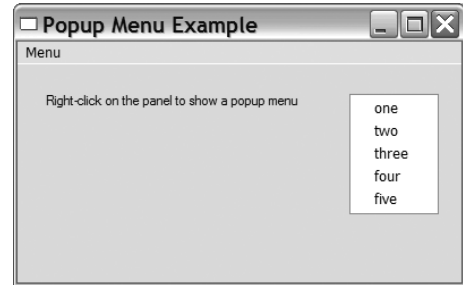 Popup Menu Example
Menu
Right-click on the panel to show a popup menu
one
two
three
four
five